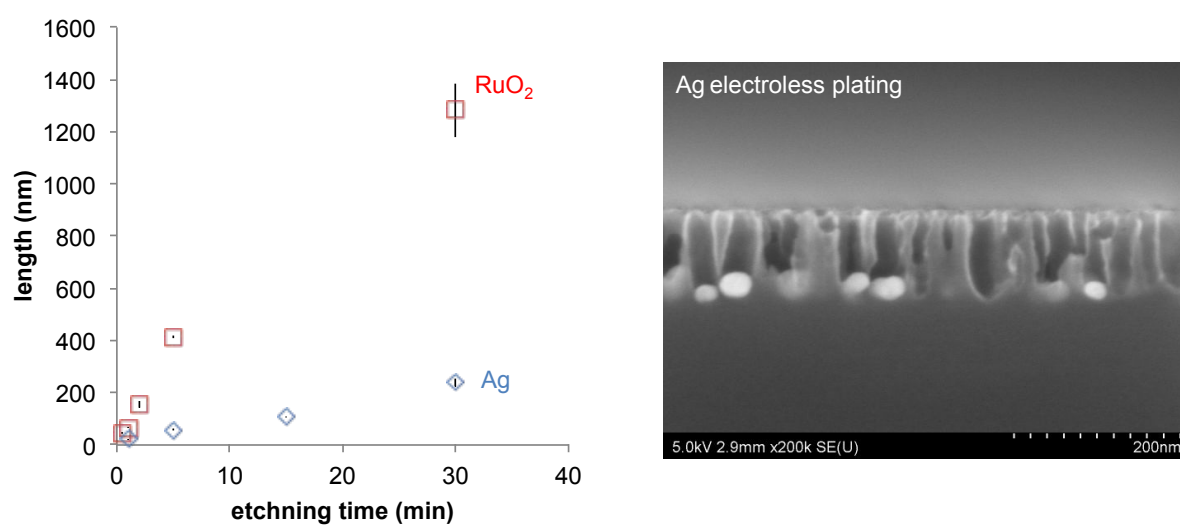 1600
1400
1200
1000
800
600
400
200
0
length (nm)
0 10 20 30 40
etchning time (min)
RuO₂
Ag
Ag electroless plating
5.0kV 2.9mm x200k SE(U) 200nm